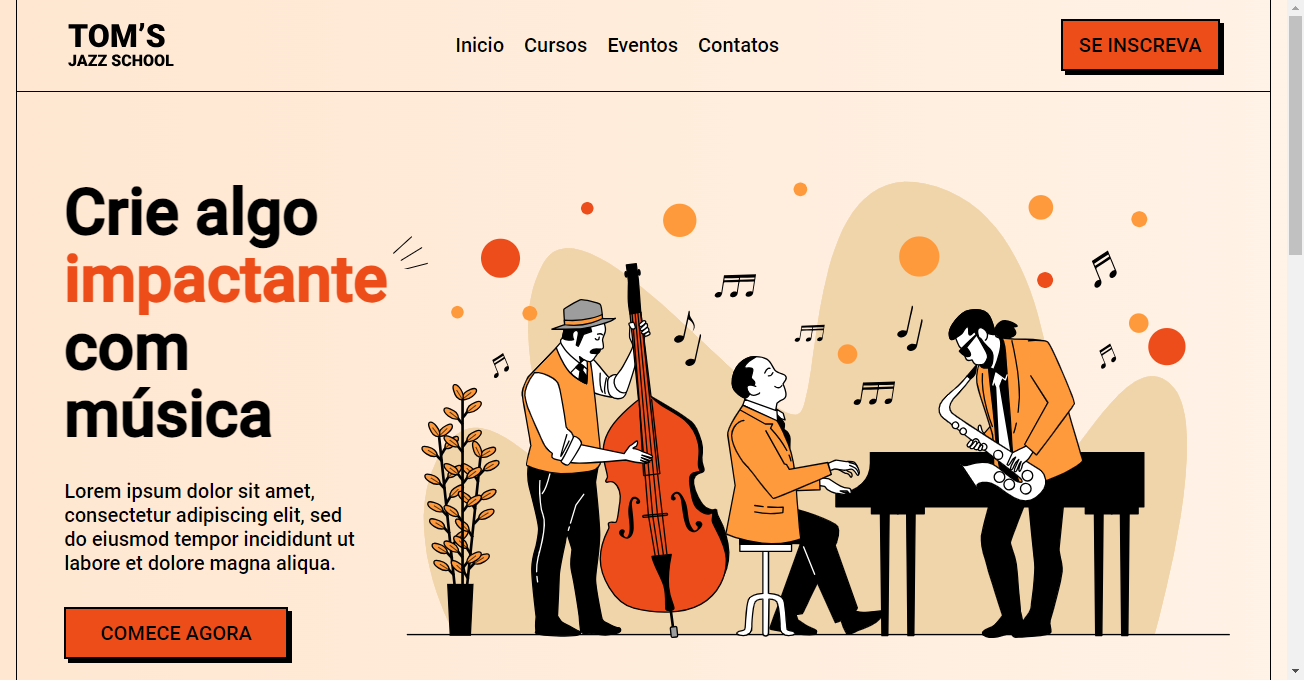 TOM’S
JAZZ SCHOOL
Inicio Cursos Eventos Contatos
SE INSCREVA
Crie algo
impactante
com
música
Lorem ipsum dolor sit amet,
consectetur adipiscing elit, sed
do eiusmod tempor incididunt ut
labore et dolore magna aliqua.
COMECE AGORA